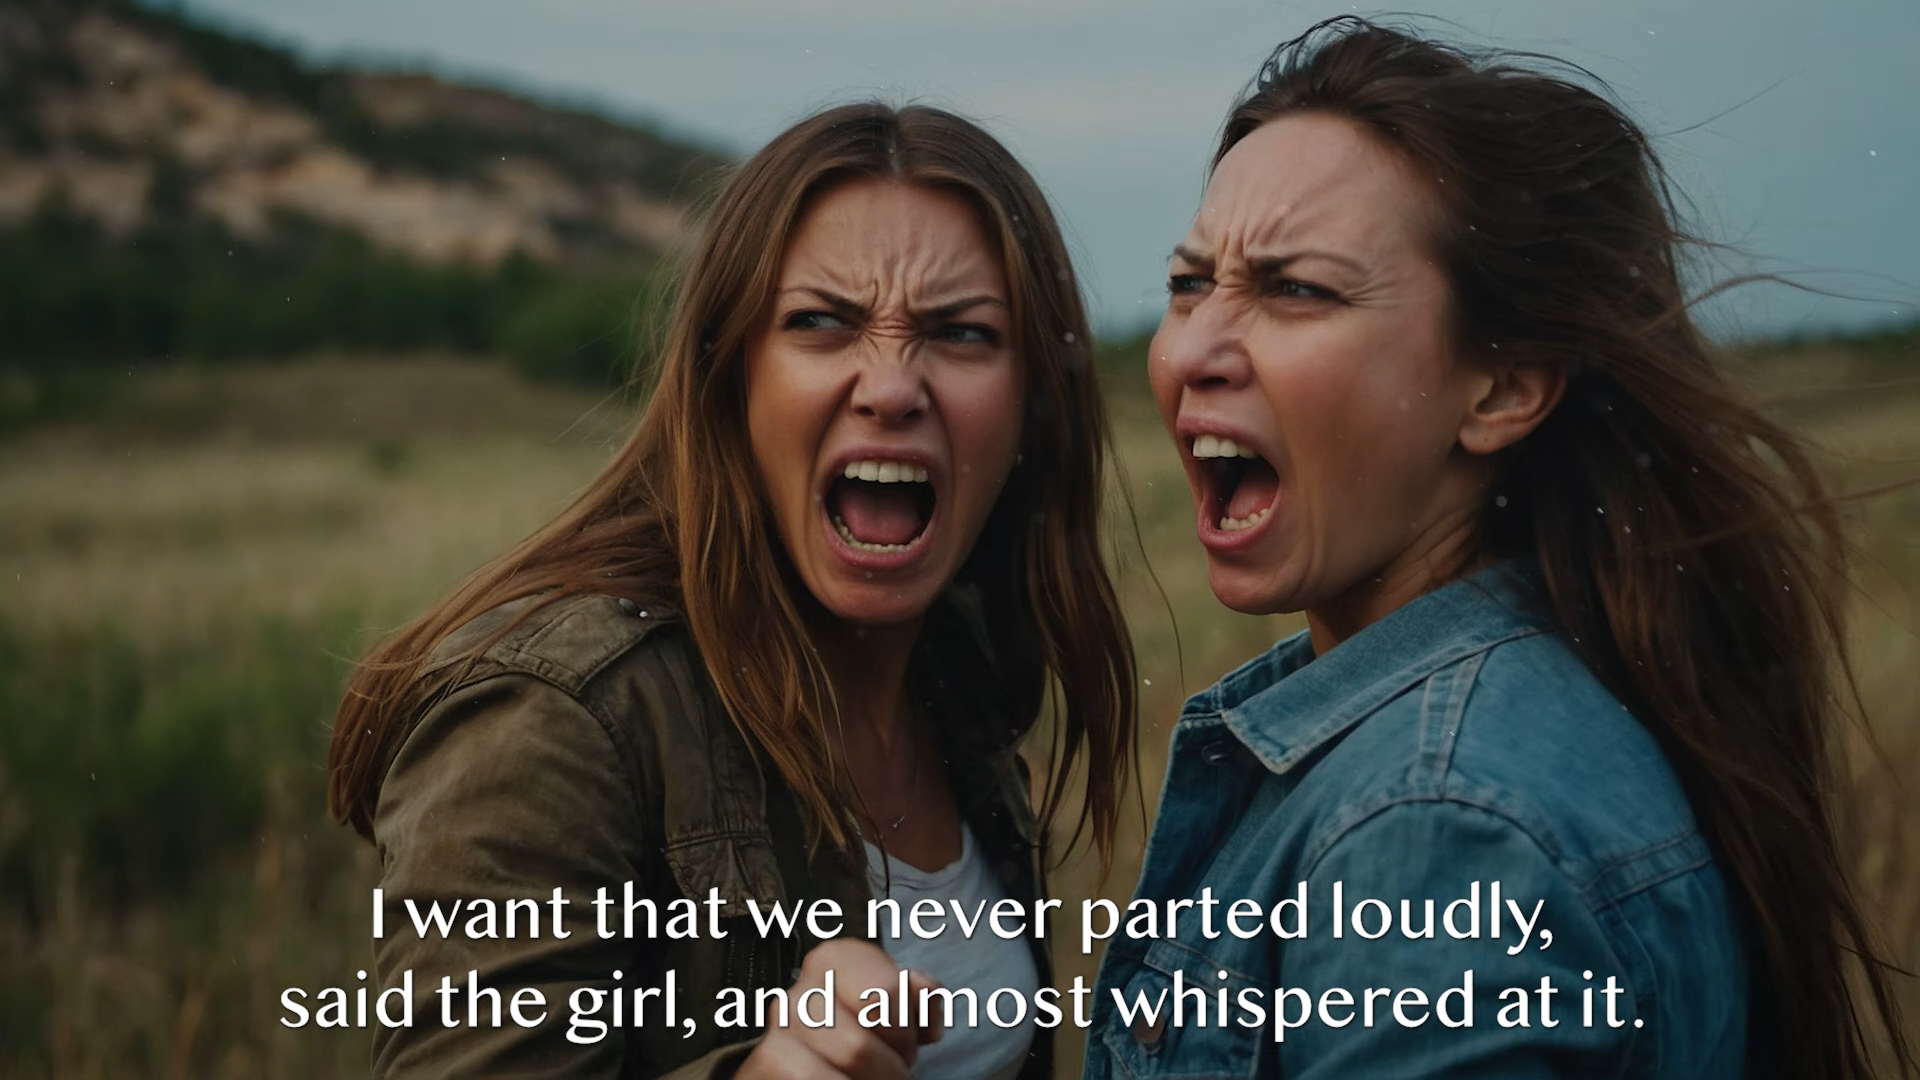 I want that we never parted loudly,
said the girl, and almost whispered at it.